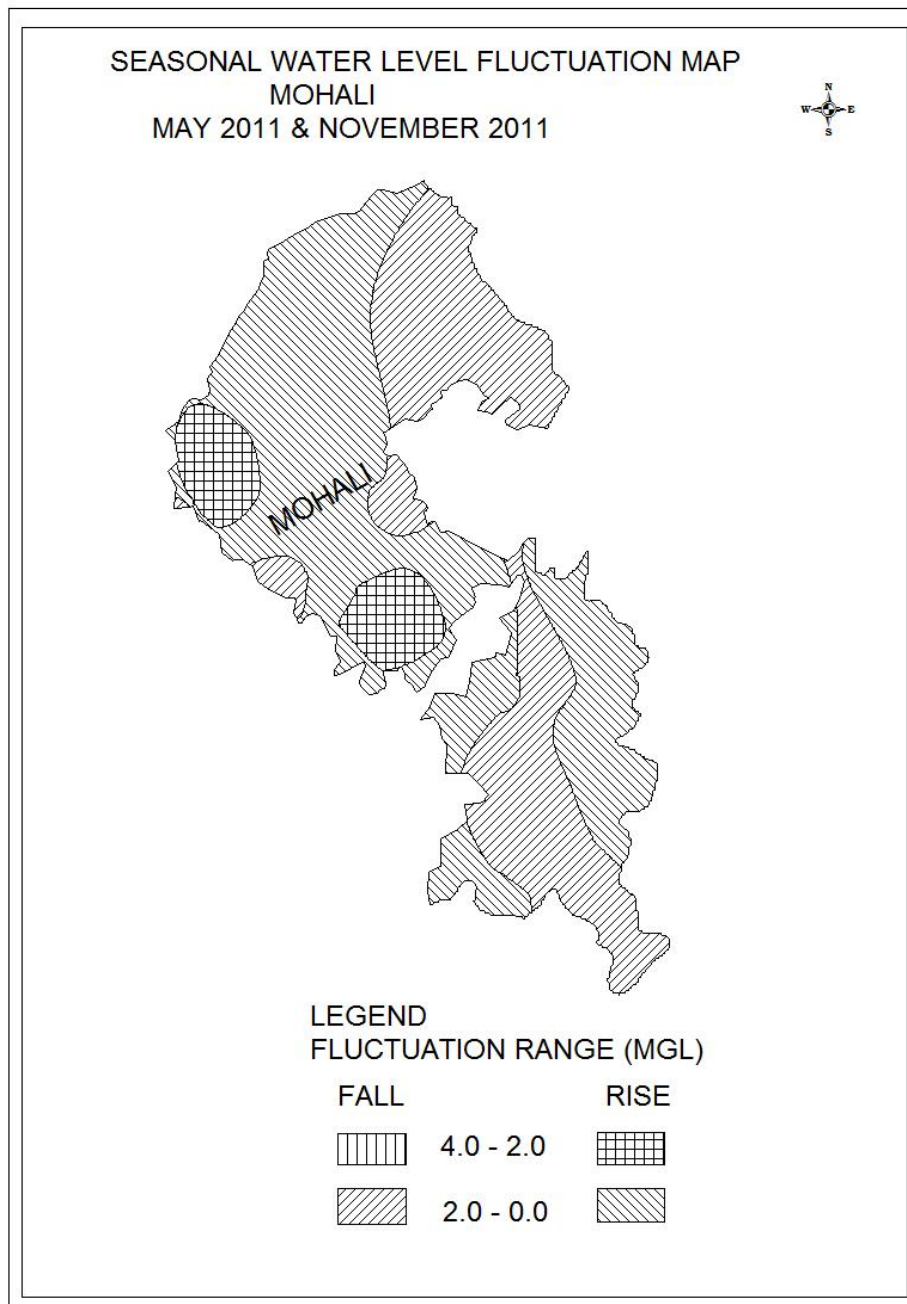 SEASONAL WATER LEVEL FLUCTUATION MAP
MOHALI
MAY 2011 & NOVEMBER 2011
N
W E
S
MOHALI
LEGEND
FLUCTUATION RANGE (MGL)
FALL RISE
4.0 - 2.0
2.0 - 0.0